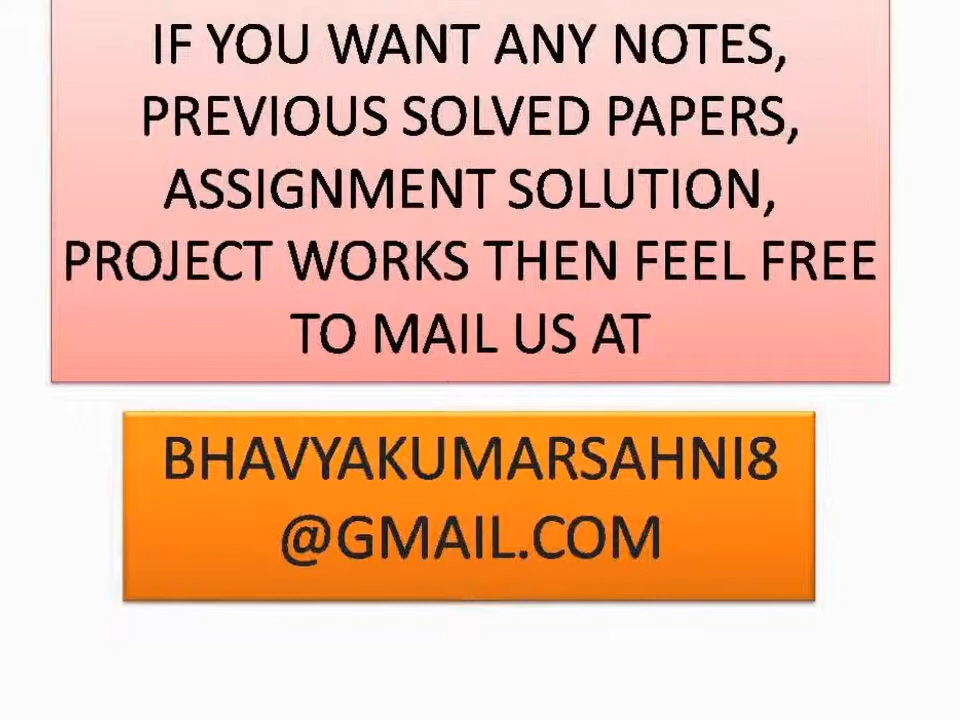 IF YOU WANT ANY NOTES,
PREVIOUS SOLVED PAPERS,
ASSIGNMENT SOLUTION,
PROJECT WORKS THEN FEEL FREE
TO MAIL US AT
BHAVYAKUMARSAHNI8
@GMAIL.COM